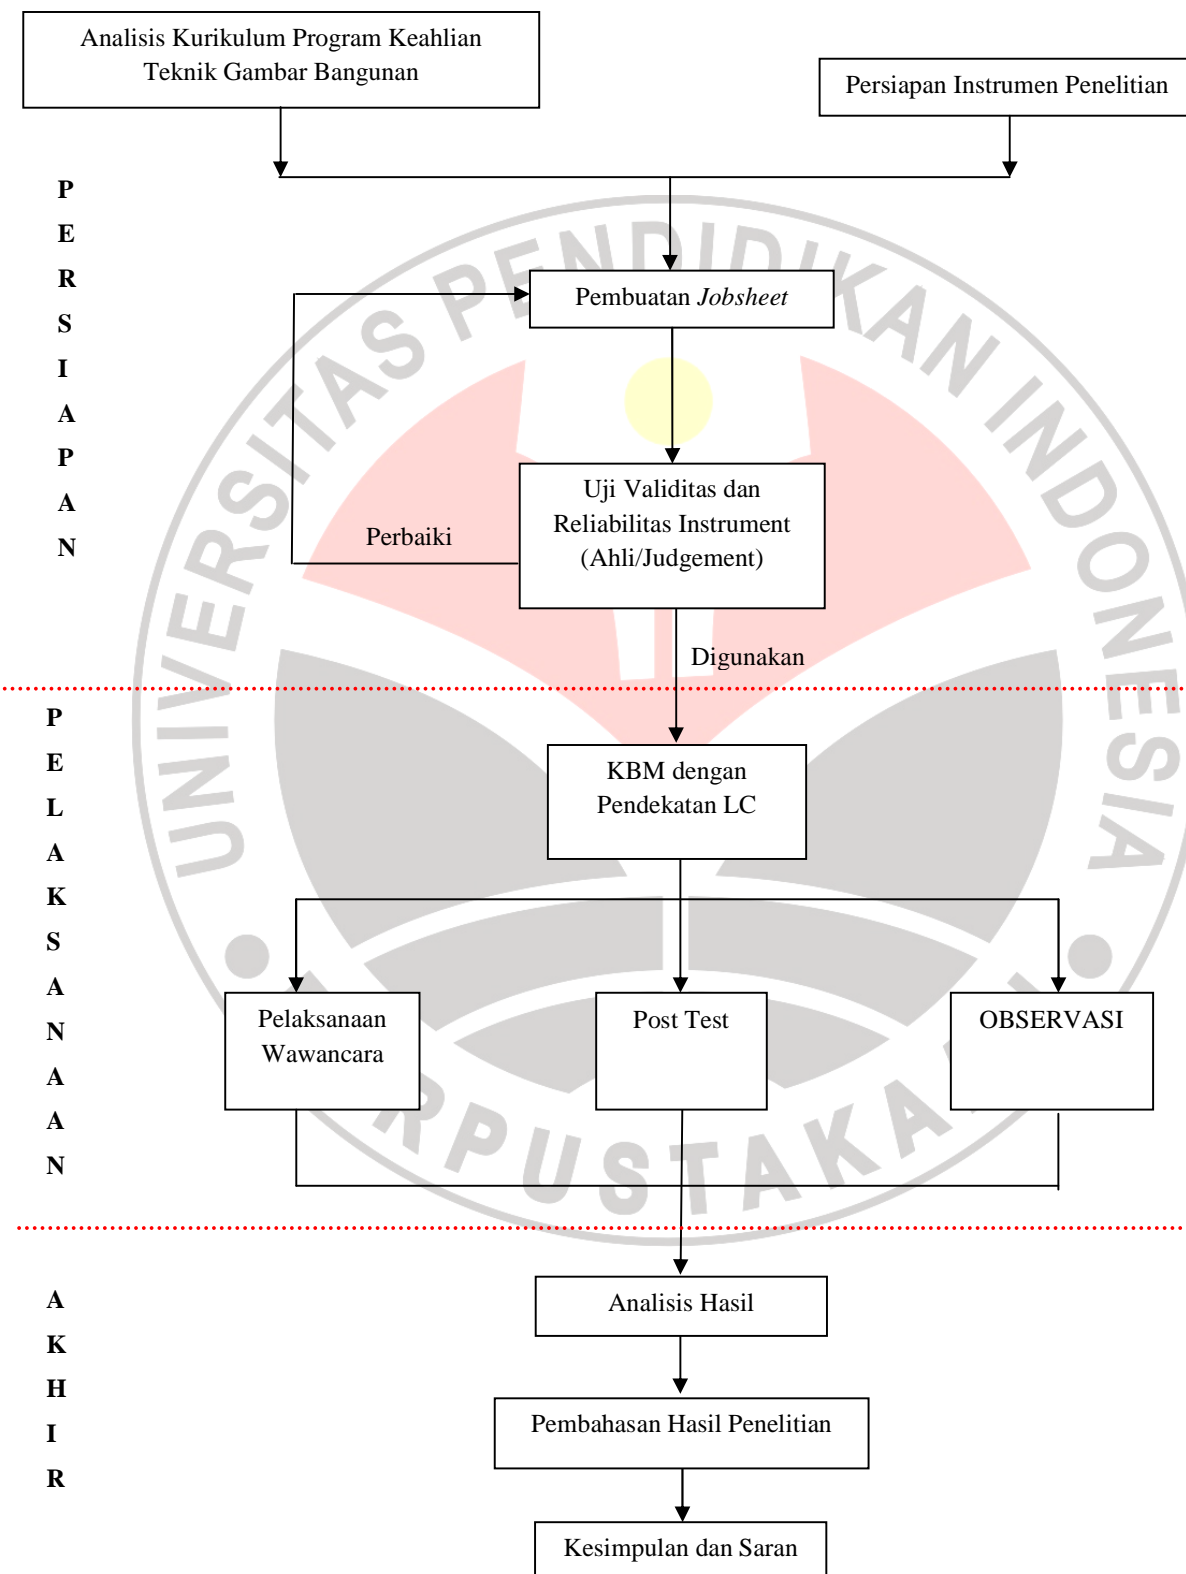 Analisis Kurikulum Program Keahlian
Teknik Gambar Bangunan
Persiapan Instrumen Penelitian
P
E
R
S
I
A
P
A
N
Pembuatan Jobsheet
Uji Validitas dan
Reliabilitas Instrument
(Ahli/Judgement)
Perbaiki
Digunakan
P
E
L
A
K
S
A
N
A
A
N
KBM dengan
Pendekatan LC
Pelaksanaan
Wawancara
Post Test
OBSERVASI
A
K
H
I
R
Analisis Hasil
Pembahasan Hasil Penelitian
Kesimpulan dan Saran
UNIVERSITAS PENDIDIKAN INDONESIA